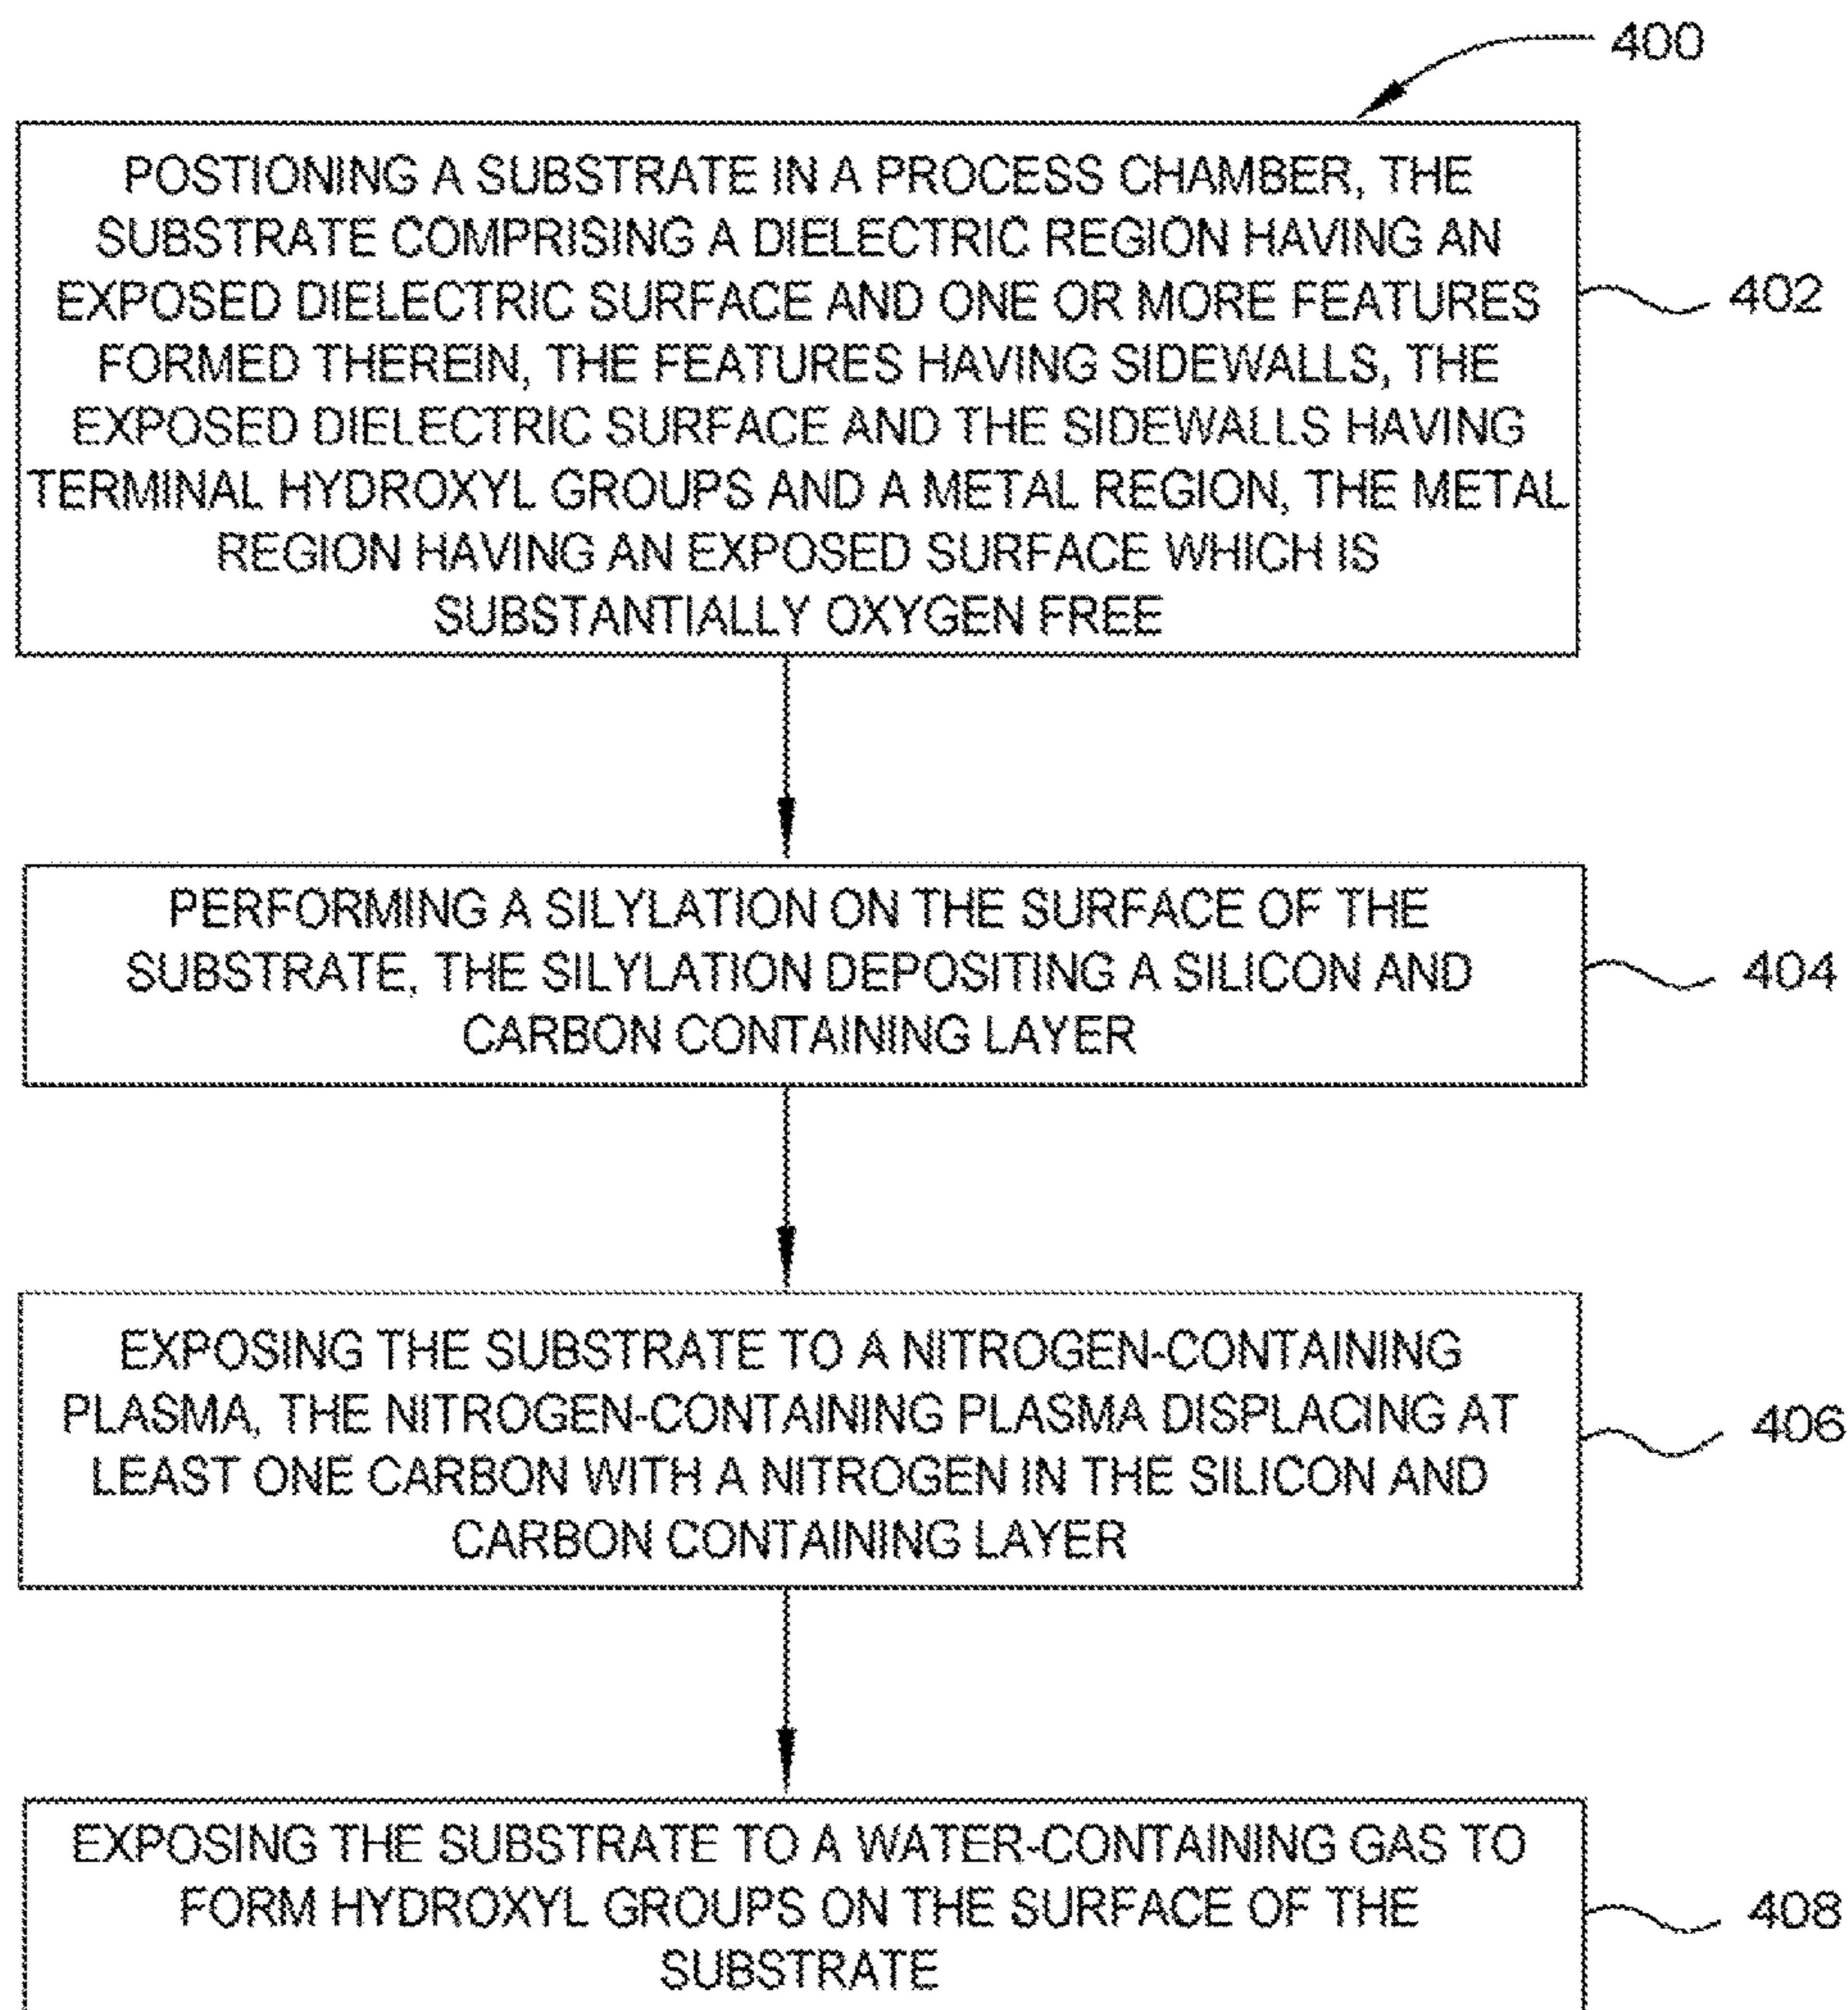 400
POSTIONING A SUBSTRATE IN A PROCESS CHAMBER, THE
SUBSTRATE COMPRISING A DIELECTRIC REGION HAVING AN
EXPOSED DIELECTRIC SURFACE AND ONE OR MORE FEATURES
FORMED THEREIN, THE FEATURES HAVING SIDEWALLS, THE
EXPOSED DIELECTRIC SURFACE AND THE SIDEWALLS HAVING
TERMINAL HYDROXYL GROUPS AND A METAL REGION, THE METAL
REGION HAVING AN EXPOSED SURFACE WHICH IS
SUBSTANTIALLY OXYGEN FREE
402
PERFORMING A SILYLATION ON THE SURFACE OF THE
SUBSTRATE, THE SILYLATION DEPOSITING A SILICON AND
CARBON CONTAINING LAYER
404
EXPOSING THE SUBSTRATE TO A NITROGEN-CONTAINING
PLASMA, THE NITROGEN-CONTAINING PLASMA DISPLACING AT
LEAST ONE CARBON WITH A NITROGEN IN THE SILICON AND
CARBON CONTAINING LAYER
406
EXPOSING THE SUBSTRATE TO A WATER-CONTAINING GAS TO
FORM HYDROXYL GROUPS ON THE SURFACE OF THE
SUBSTRATE
408